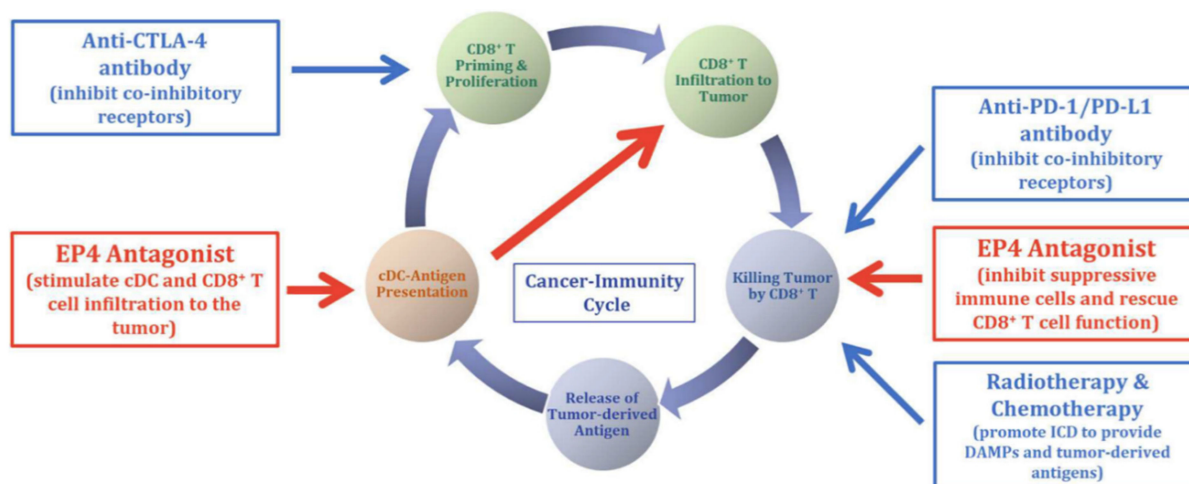 Anti-CTLA-4
antibody
(inhibit co-inhibitory
receptors)
CD8⁺ T
Priming &
Proliferation
CD8⁺ T
Infiltration to
Tumor
Anti-PD-1/PD-L1
antibody
(inhibit co-inhibitory
receptors)
EP4 Antagonist
(stimulate cDC and CD8⁺ T
cell infiltration to the
tumor)
cDC-Antigen
Presentation
Cancer-Immunity
Cycle
Killing Tumor
by CD8⁺ T
EP4 Antagonist
(inhibit suppressive
immune cells and rescue
CD8⁺ T cell function)
Release of
Tumor-derived
Antigen
Radiotherapy &
Chemotherapy
(promote ICD to provide
DAMPs and tumor-derived
antigens)